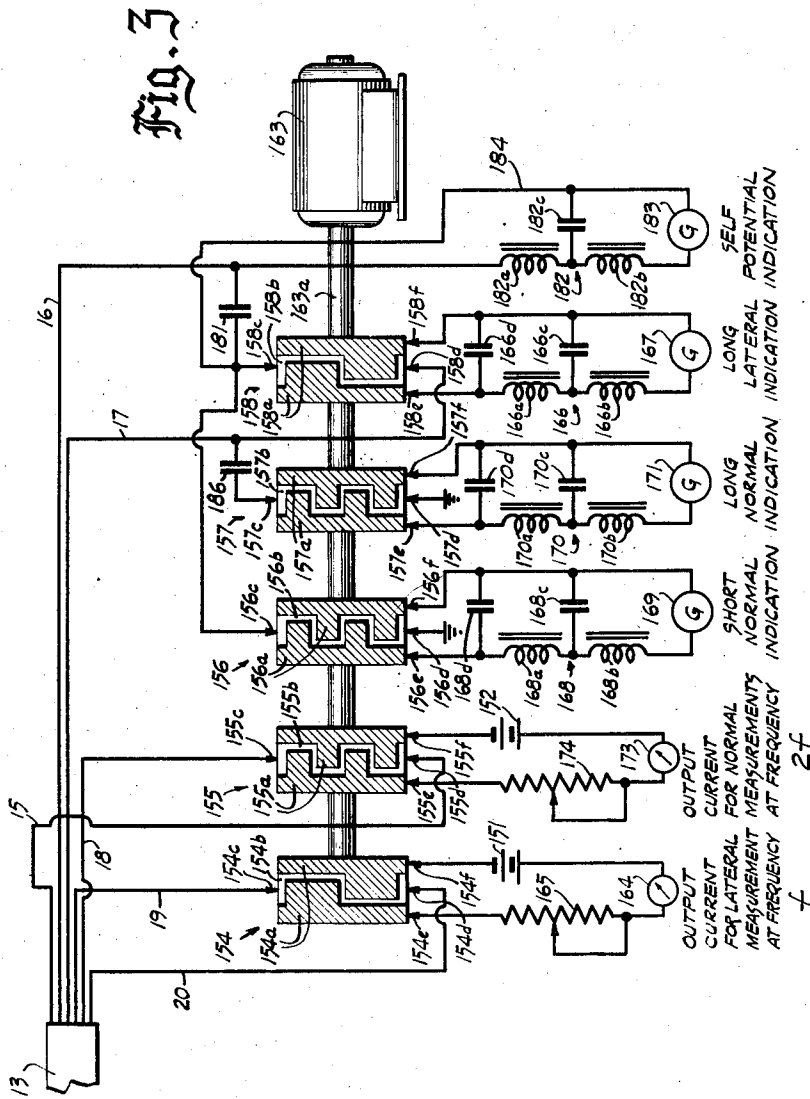 Fig. 3
13
15
16
17
18
19
20
163
163a
184
181
186
154
154a
154b
154c
154d
154e
154f
155
155a
155b
155c
155d
155e
155f
156
156a
156b
156c
156d
156e
156f
157
157a
157b
157c
157d
157e
157f
158
158a
158b
158c
158d
158e
158f
151
165
164
152
174
173
168d
168a
168
168c
168b
169
G
170d
170a
170
170c
170b
171
G
166d
166a
166
166c
166b
167
G
182a
182
182c
182b
183
G
OUTPUT
CURRENT
FOR LATERAL
MEASUREMENT
AT FREQUENCY
f
OUTPUT
CURRENT
FOR NORMAL
MEASUREMENTS
AT FREQUENCY
2f
SHORT
NORMAL
INDICATION
LONG
NORMAL
INDICATION
LONG
LATERAL
INDICATION
SELF
POTENTIAL
INDICATION